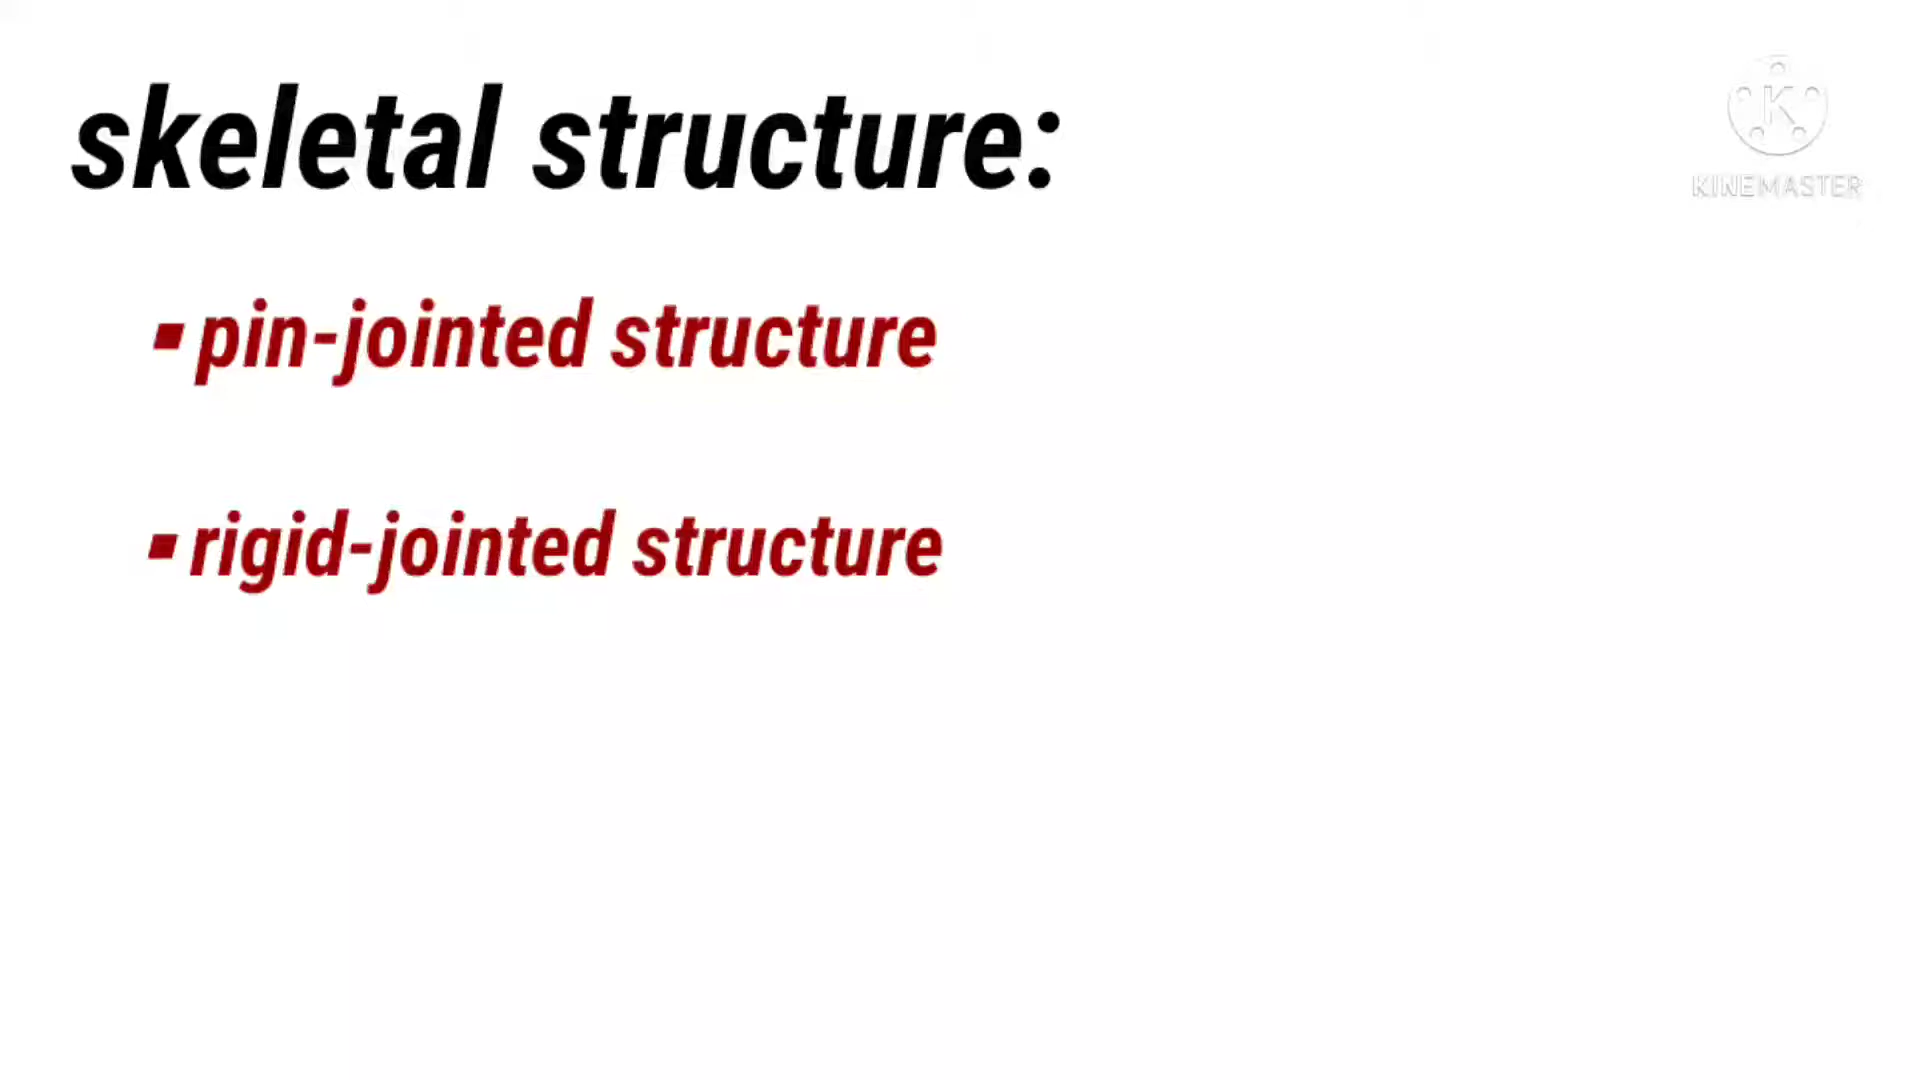 skeletal structure:
▪pin-jointed structure
▪rigid-jointed structure
K
KINEMASTER